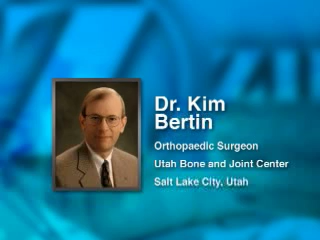 Dr. Kim
Bertin
Orthopaedic Surgeon
Utah Bone and Joint Center
Salt Lake City, Utah